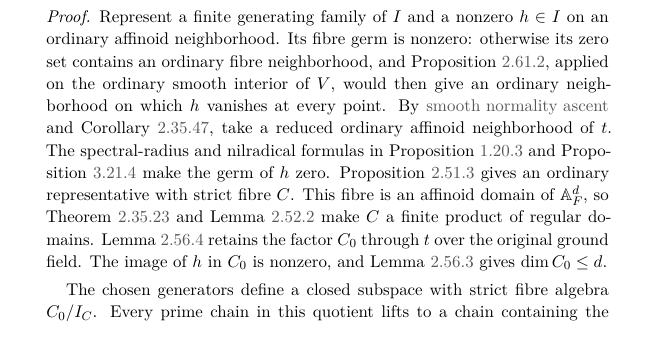 Proof. Represent a finite generating family of I and a nonzero h ∈ I on an
ordinary affinoid neighborhood. Its fibre germ is nonzero: otherwise its zero
set contains an ordinary fibre neighborhood, and Proposition 2.61.2, applied
on the ordinary smooth interior of V, would then give an ordinary neigh-
borhood on which h vanishes at every point. By smooth normality ascent
and Corollary 2.35.47, take a reduced ordinary affinoid neighborhood of t.
The spectral-radius and nilradical formulas in Proposition 1.20.3 and Propo-
sition 3.21.4 make the germ of h zero. Proposition 2.51.3 gives an ordinary
representative with strict fibre C. This fibre is an affinoid domain of 𝔸_F^d, so
Theorem 2.35.23 and Lemma 2.52.2 make C a finite product of regular do-
mains. Lemma 2.56.4 retains the factor C₀ through t over the original ground
field. The image of h in C₀ is nonzero, and Lemma 2.56.3 gives dim C₀ ≤ d.
The chosen generators define a closed subspace with strict fibre algebra
C₀/I_C. Every prime chain in this quotient lifts to a chain containing the